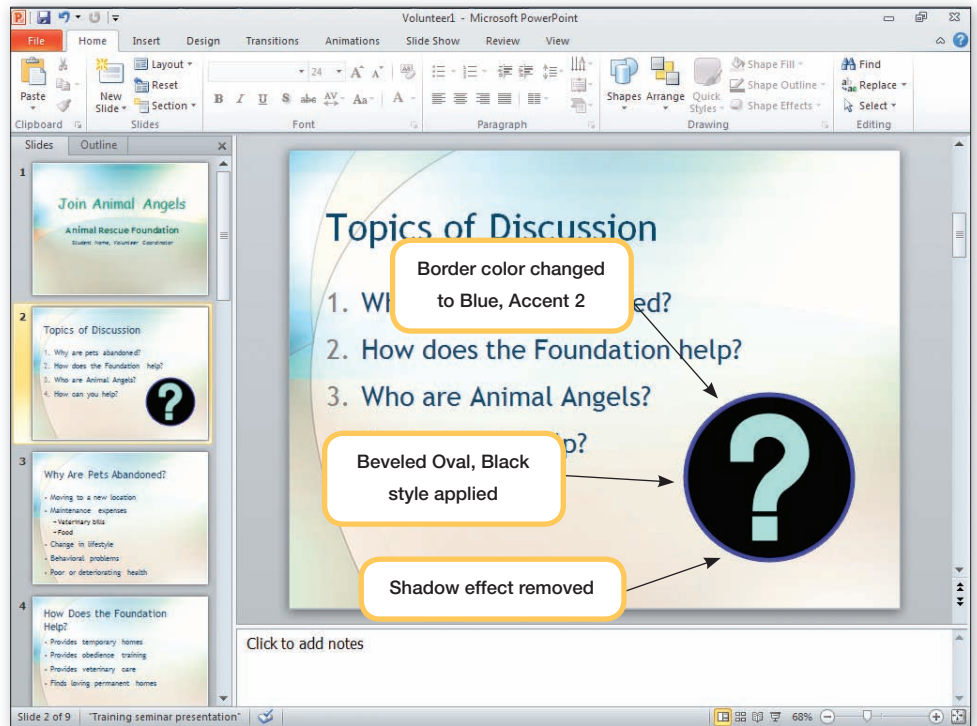 Volunteer1 - Microsoft PowerPoint
File Home Insert Design Transitions Animations Slide Show Review View
Paste
Clipboard
New Slide
Layout
Reset
Section
Slides
24
B I U S abc AV Aa A
Font
Paragraph
Shapes Arrange Quick Styles
Shape Fill
Shape Outline
Shape Effects
Drawing
Find
Replace
Select
Editing
Slides Outline
1
Join Animal Angels
Animal Rescue Foundation
Student Name, Volunteer Coordinator
2
Topics of Discussion
1. Why are pets abandoned?
2. How does the Foundation help?
3. Who are Animal Angels?
4. How can you help?
?
3
Why Are Pets Abandoned?
• Moving to a new location
• Maintenance expenses
– Veterinary bills
– Food
• Change in lifestyle
• Behavioral problems
• Poor or deteriorating health
4
How Does the Foundation
Help?
• Provides temporary homes
• Provides obedience training
• Provides veterinary care
• Finds loving permanent homes
Topics of Discussion
Border color changed
to Blue, Accent 2
1. Wh ed?
2. How does the Foundation help?
3. Who are Animal Angels?
p?
Beveled Oval, Black
style applied
?
Shadow effect removed
Click to add notes
Slide 2 of 9 "Training seminar presentation" 68%